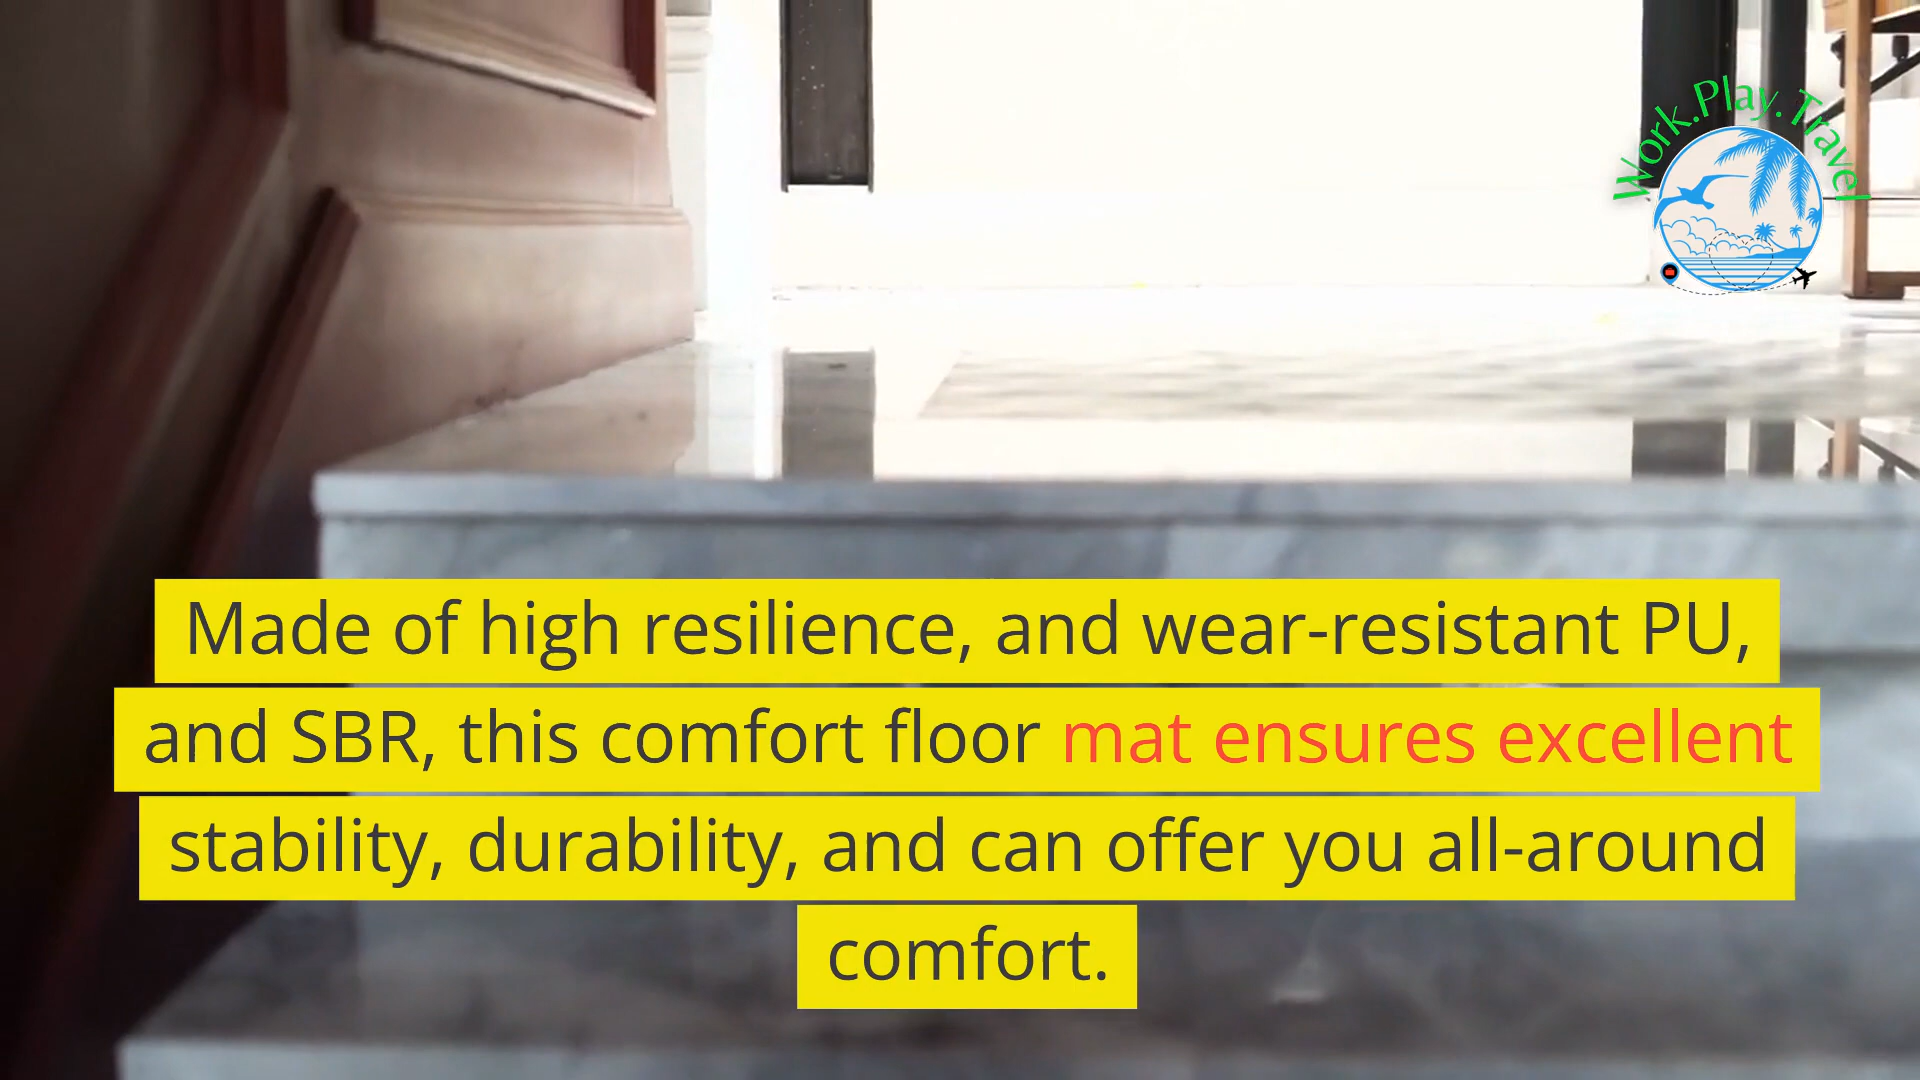 Work.Play.Travel
Made of high resilience, and wear-resistant PU,
and SBR, this comfort floor mat ensures excellent
stability, durability, and can offer you all-around
comfort.